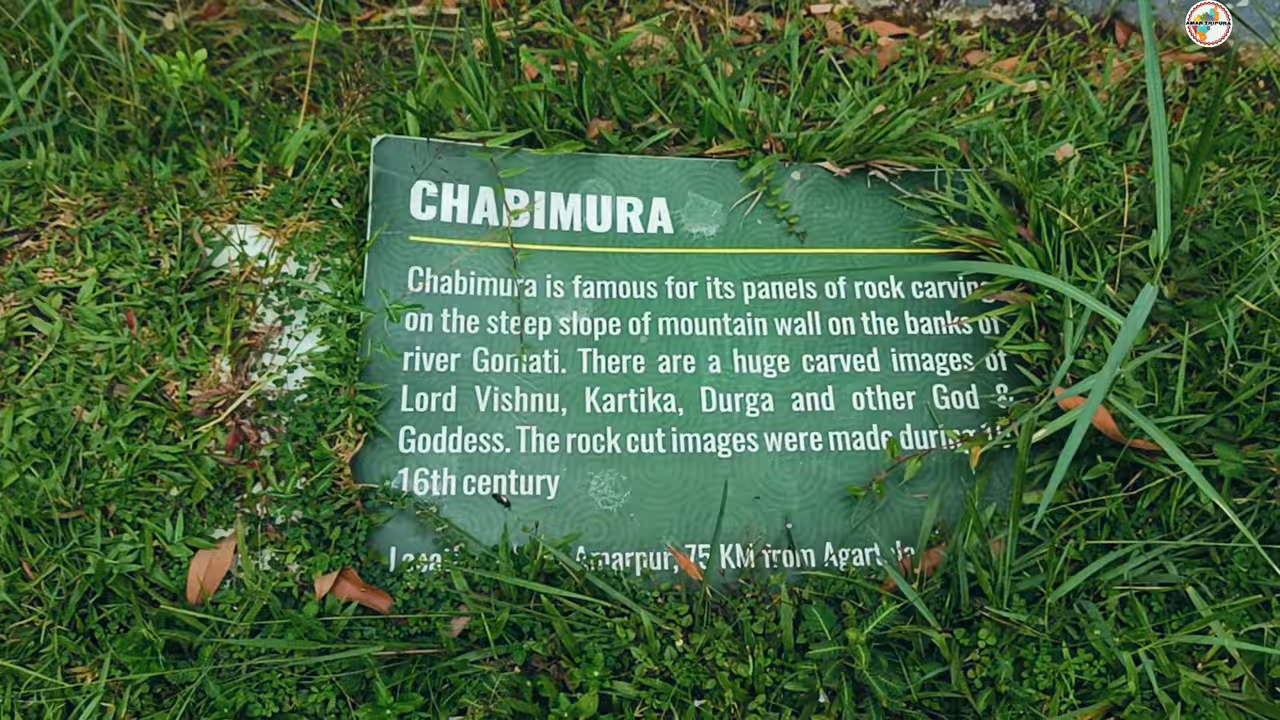 AMAR TRIPURA
CHABIMURA
Chabimura is famous for its panels of rock carving
on the steep slope of mountain wall on the banks of
river Gomati. There are a huge carved images of
Lord Vishnu, Kartika, Durga and other God &
Goddess. The rock cut images were made during
16th century
Amarpur, 75 KM from Agartala